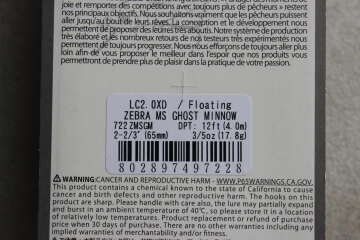 joie et remporter des compétitions avec toujours plus de pêcheurs » restent
nos principaux objectifs. Nous souhaitons vraiment que les pêcheurs puissent
aller jusqu'au bout de leurs rêves. La conception et le développement nous
permettent de proposer des leurres très aboutis. Notre système de production
très élaboré et les nombreux retours de nos testeurs très expérimentés nous
permettent de toujours progresser. Nous nous efforçons de toujours aller plus
loin afin de vous proposer le meilleur dans l'espoir que nos produits vous
permettront de prendre plus de plaisir dans la pratique de votre passion.
LC2.0XD / Floating
ZEBRA MS GHOST MINNOW
722ZMSGM DPT: 12ft(4.0m)
2-2/3' (65mm) 3/5oz(17.8g)
802897497228
WARNING:CANCER AND REPRODUCTIVE HARM - WWW.P65WARNINGS.CA.GOV.
This product contains a chemical known to the state of California to cause
cancer and birth defects and other reproductive harm. The hooks on this
product are sharp. Please handle with care, also, the lure may partially expand
and burst in an ambient temperature of 40℃, so please store it in a location
of relatively low temperatures. Product replacement or refund of purchase
price when 30 days of purchase. There are no other warranties including any
implied warranties of merchantability and/or fitness.